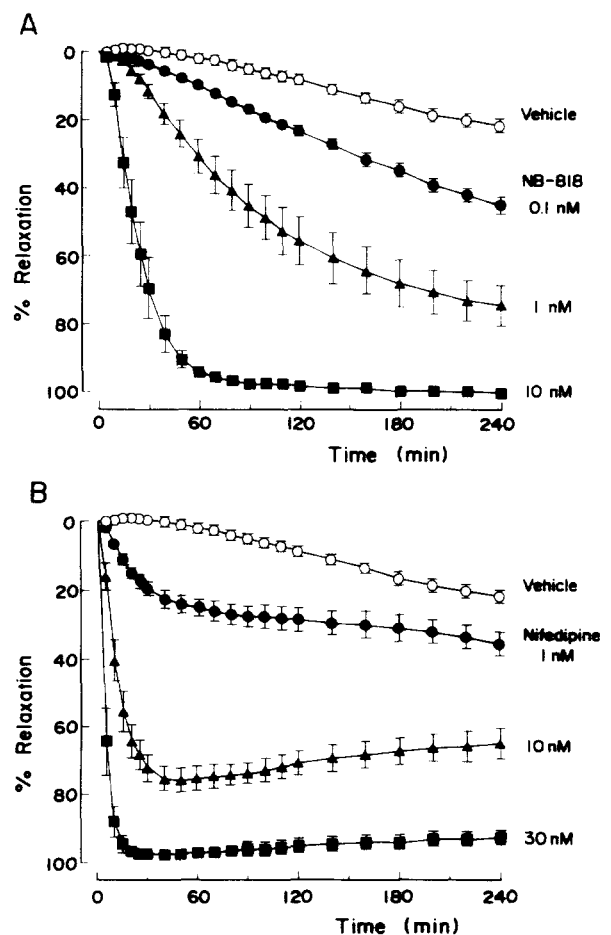 A
% Relaxation
0
20
40
60
80
100
Vehicle
NB-818
0.1 nM
1 nM
10 nM
0 60 120 180 240
Time (min)
B
% Relaxation
0
20
40
60
80
100
Vehicle
Nifedipine
1 nM
10 nM
30 nM
0 60 120 180 240
Time (min)